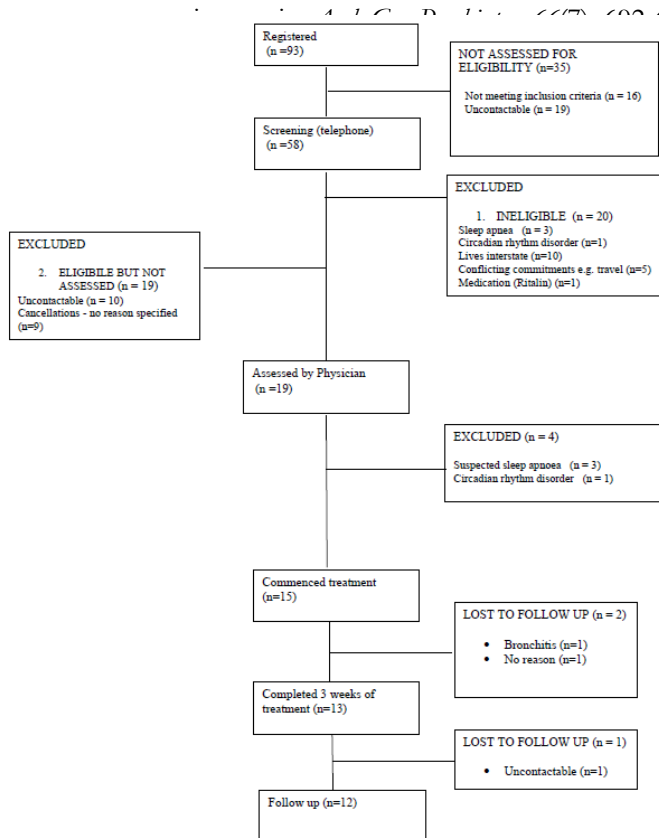 Registered
(n =93)
NOT ASSESSED FOR
ELIGIBILITY (n=35)
Not meeting inclusion criteria (n = 16)
Uncontactable (n = 19)
Screening (telephone)
(n =58)
EXCLUDED
1. INELIGIBLE (n = 20)
Sleep apnea (n = 3)
Circadian rhythm disorder (n=1)
Lives interstate (n=10)
Conflicting commitments e.g. travel (n=5)
Medication (Ritalin) (n=1)
EXCLUDED
2. ELIGIBILE BUT NOT
ASSESSED (n = 19)
Uncontactable (n = 10)
Cancellations - no reason specified
(n=9)
Assessed by Physician
(n =19)
EXCLUDED (n = 4)
Suspected sleep apnoea (n = 3)
Circadian rhythm disorder (n = 1)
Commenced treatment
(n=15)
LOST TO FOLLOW UP (n = 2)
• Bronchitis (n=1)
• No reason (n=1)
Completed 3 weeks of
treatment (n=13)
LOST TO FOLLOW UP (n = 1)
• Uncontactable (n=1)
Follow up (n=12)